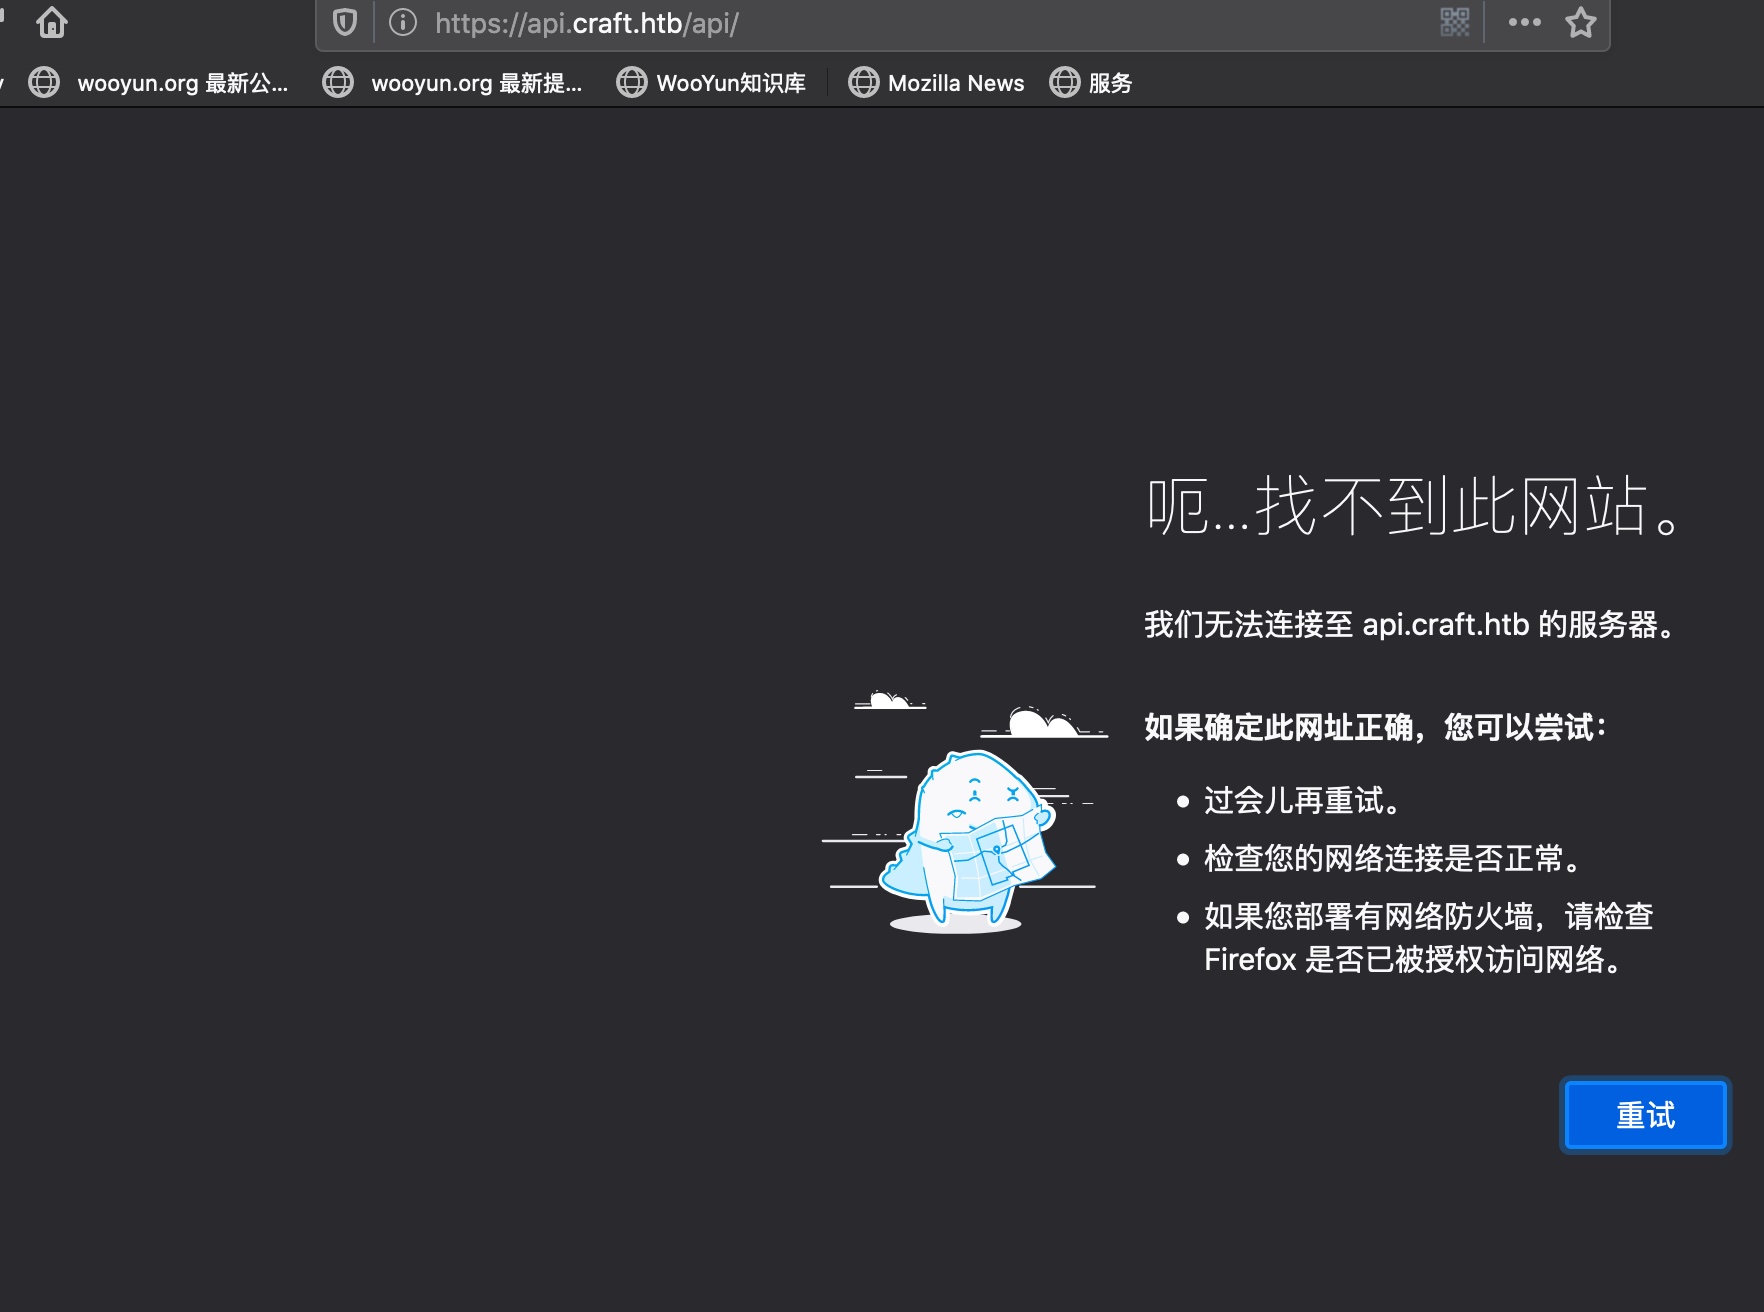 https://api.craft.htb/api/
wooyun.org 最新公... wooyun.org 最新提... WooYun知识库 Mozilla News 服务
呃...找不到此网站。
我们无法连接至 api.craft.htb 的服务器。
如果确定此网址正确，您可以尝试：
过会儿再重试。
检查您的网络连接是否正常。
如果您部署有网络防火墙，请检查
Firefox 是否已被授权访问网络。
重试